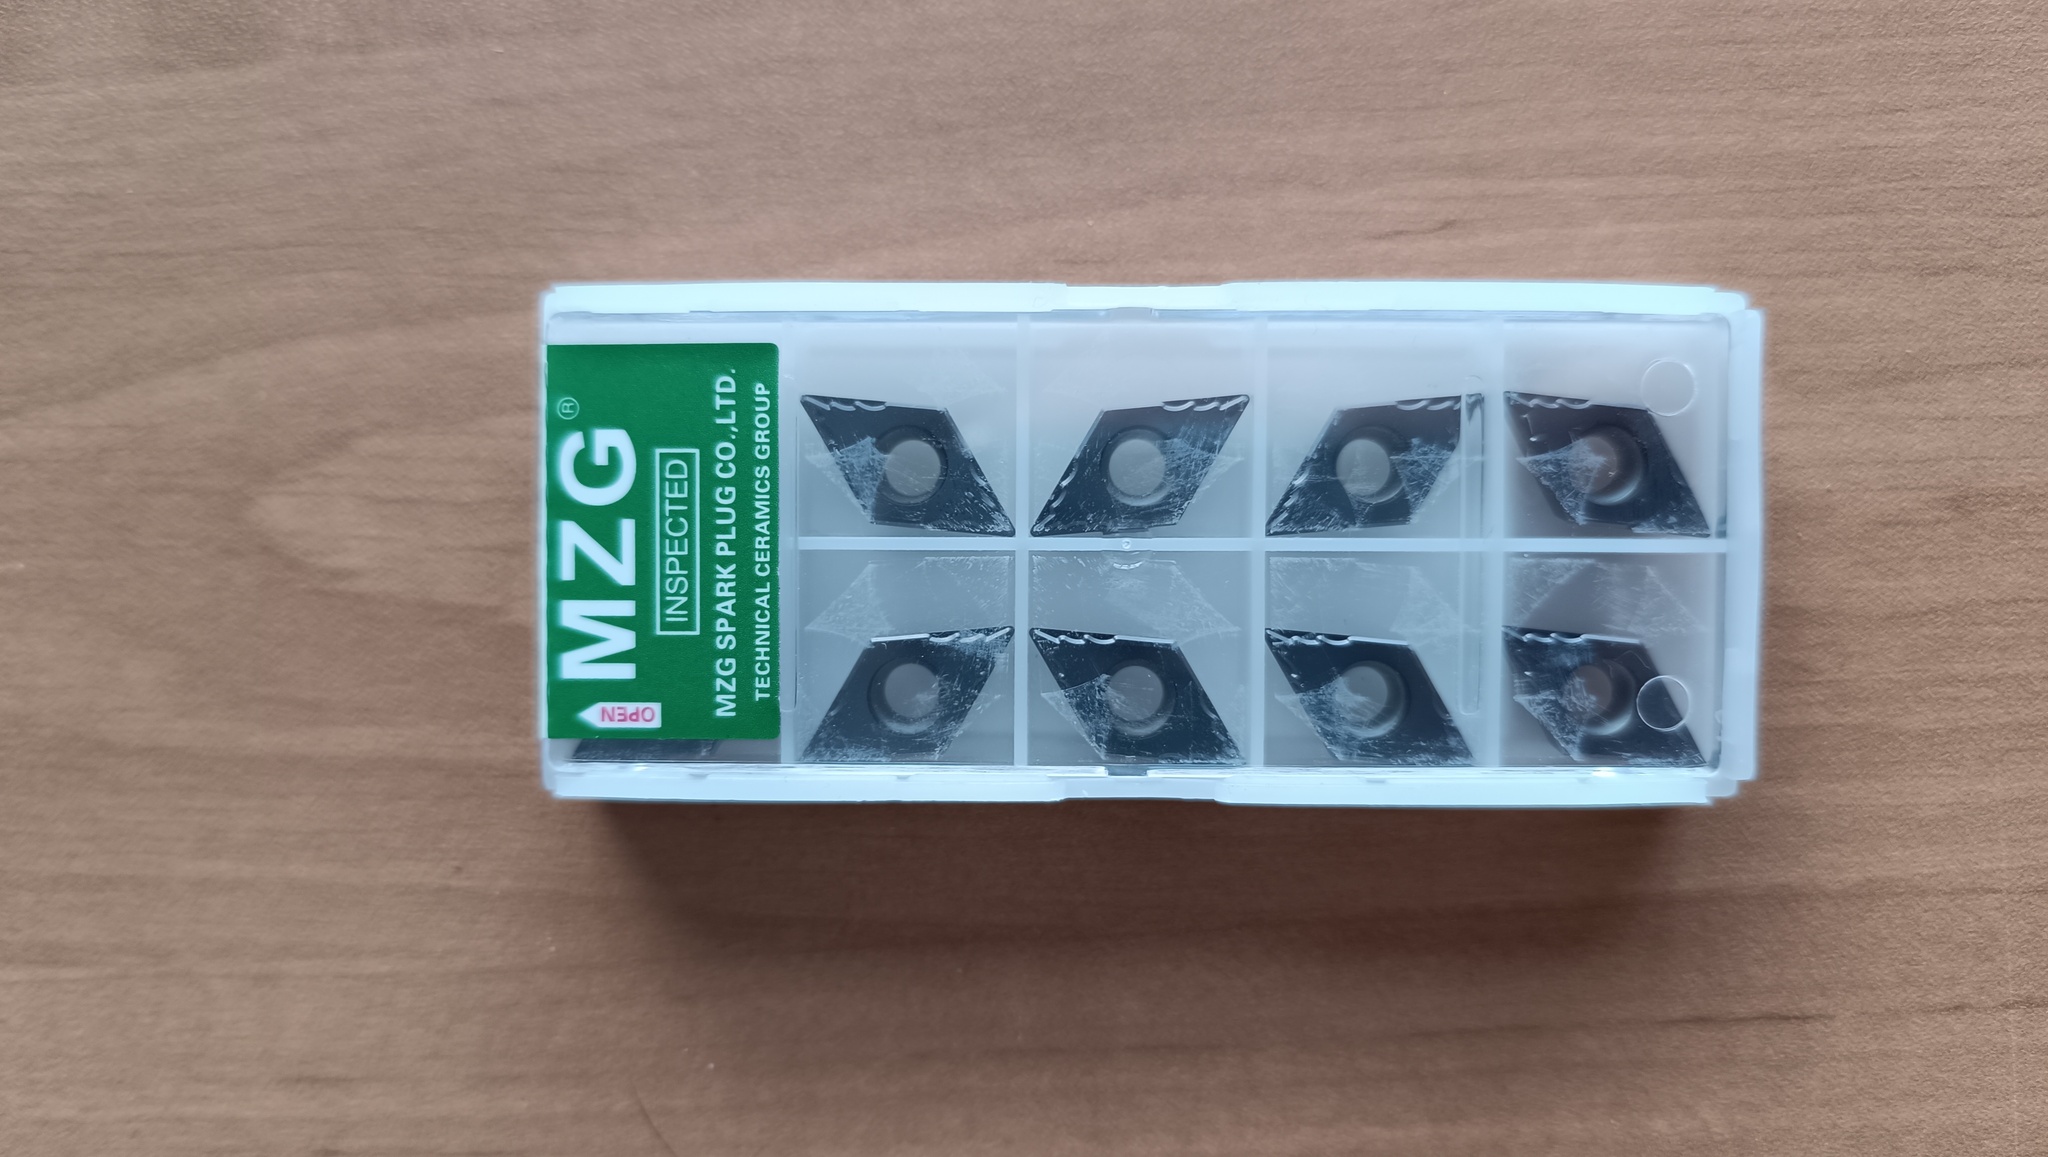 MZG®
INSPECTED
MZG SPARK PLUG CO.,LTD.
TECHNICAL CERAMICS GROUP
OPEN